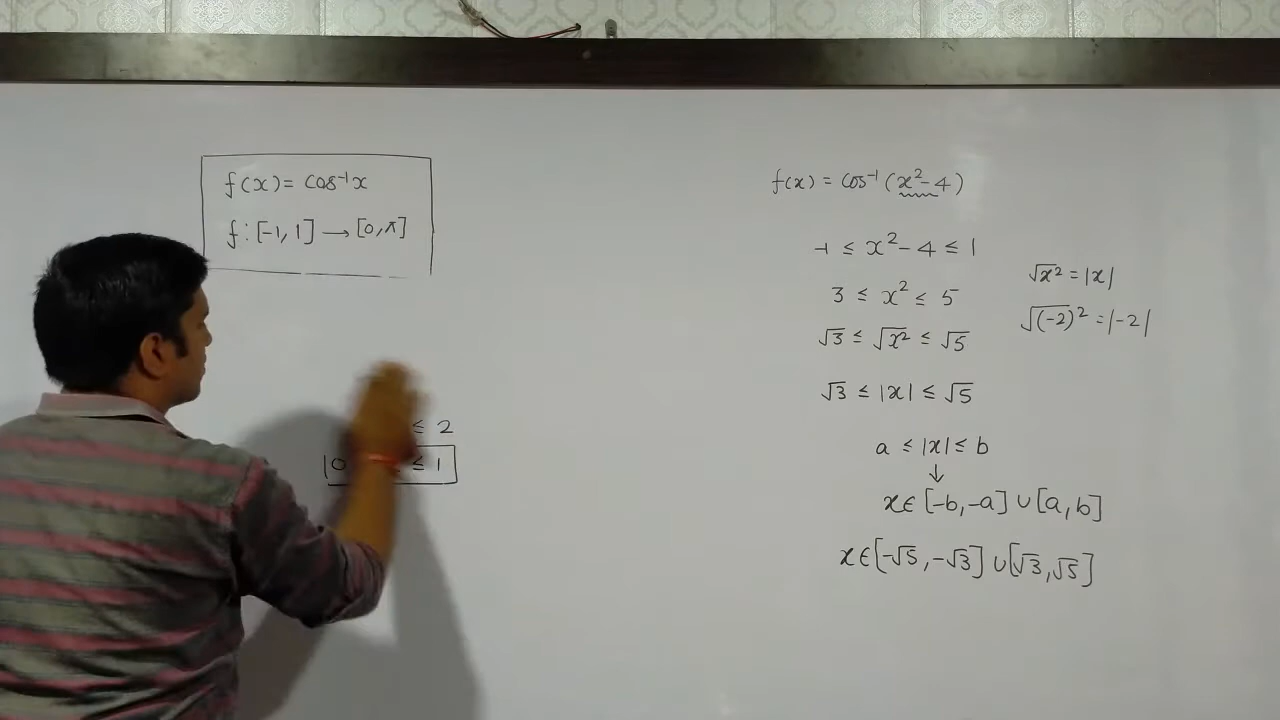 f(x) = cos⁻¹x
f : [-1, 1] → [0, π]
≤ 2
0 ≤ 1
f(x) = cos⁻¹ (x² - 4)
-1 ≤ x² - 4 ≤ 1
3 ≤ x² ≤ 5
√3 ≤ √x² ≤ √5
√3 ≤ |x| ≤ √5
a ≤ |x| ≤ b
↓
x ∈ [-b, -a] ∪ [a, b]
x ∈ [-√5, -√3] ∪ [√3, √5]
√x² = |x|
√(-2)² = |-2|